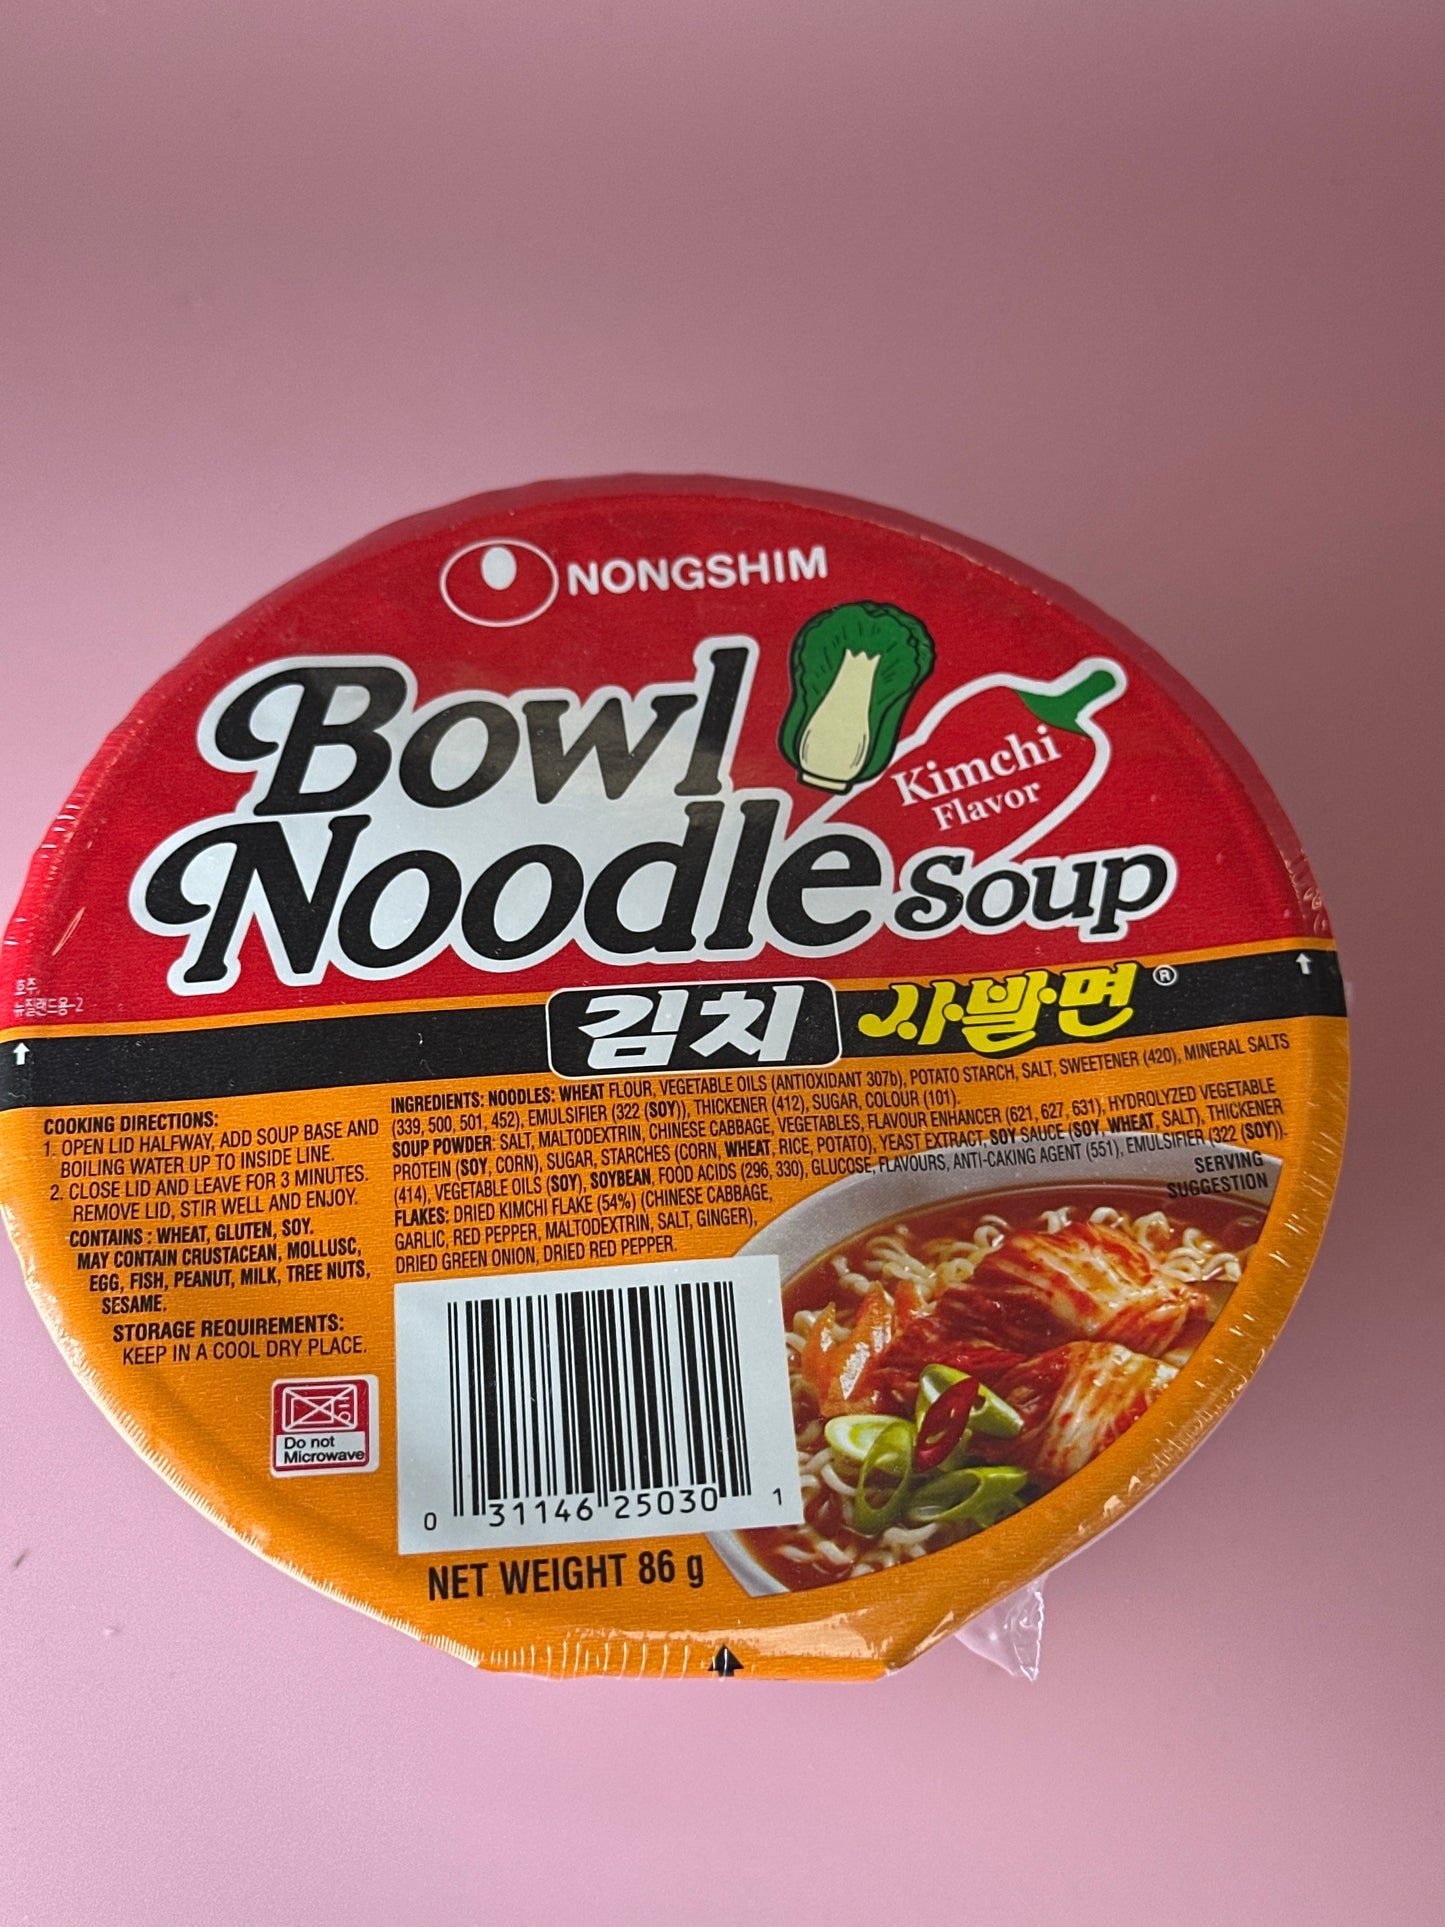 NONGSHIM
Bowl
Noodle Soup
Kimchi
Flavor
김치 사발면®
호주,
뉴질랜드용-2
COOKING DIRECTIONS:
1. OPEN LID HALFWAY, ADD SOUP BASE AND
BOILING WATER UP TO INSIDE LINE.
2. CLOSE LID AND LEAVE FOR 3 MINUTES.
REMOVE LID, STIR WELL AND ENJOY.
CONTAINS : WHEAT, GLUTEN, SOY.
MAY CONTAIN CRUSTACEAN, MOLLUSC,
EGG, FISH, PEANUT, MILK, TREE NUTS,
SESAME.
STORAGE REQUIREMENTS:
KEEP IN A COOL DRY PLACE.
Do not
Microwave
INGREDIENTS: NOODLES: WHEAT FLOUR, VEGETABLE OILS (ANTIOXIDANT 307b), POTATO STARCH, SALT, SWEETENER (420), MINERAL SALTS
(339, 500, 501, 452), EMULSIFIER (322 (SOY)), THICKENER (412), SUGAR, COLOUR (101).
SOUP POWDER: SALT, MALTODEXTRIN, CHINESE CABBAGE, VEGETABLES, FLAVOUR ENHANCER (621, 627, 631), HYDROLYZED VEGETABLE
PROTEIN (SOY, CORN), SUGAR, STARCHES (CORN, WHEAT, RICE, POTATO), YEAST EXTRACT, SOY SAUCE (SOY, WHEAT, SALT), THICKENER
(414), VEGETABLE OILS (SOY), SOYBEAN, FOOD ACIDS (296, 330), GLUCOSE, FLAVOURS, ANTI-CAKING AGENT (551), EMULSIFIER (322 (SOY)).
FLAKES: DRIED KIMCHI FLAKE (54%) (CHINESE CABBAGE,
GARLIC, RED PEPPER, MALTODEXTRIN, SALT, GINGER),
DRIED GREEN ONION, DRIED RED PEPPER.
SERVING
SUGGESTION
0 31146 25030 1
NET WEIGHT 86 g